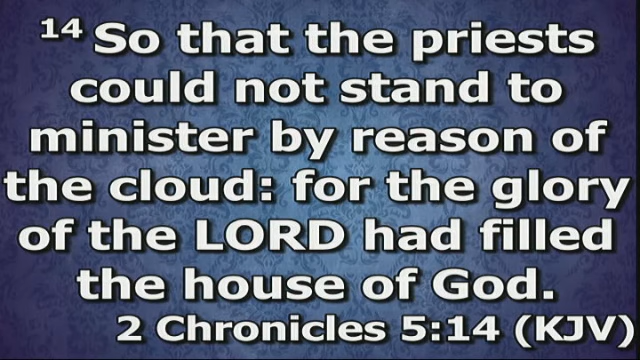 14 So that the priests
could not stand to
minister by reason of
the cloud: for the glory
of the LORD had filled
the house of God.
2 Chronicles 5:14 (KJV)